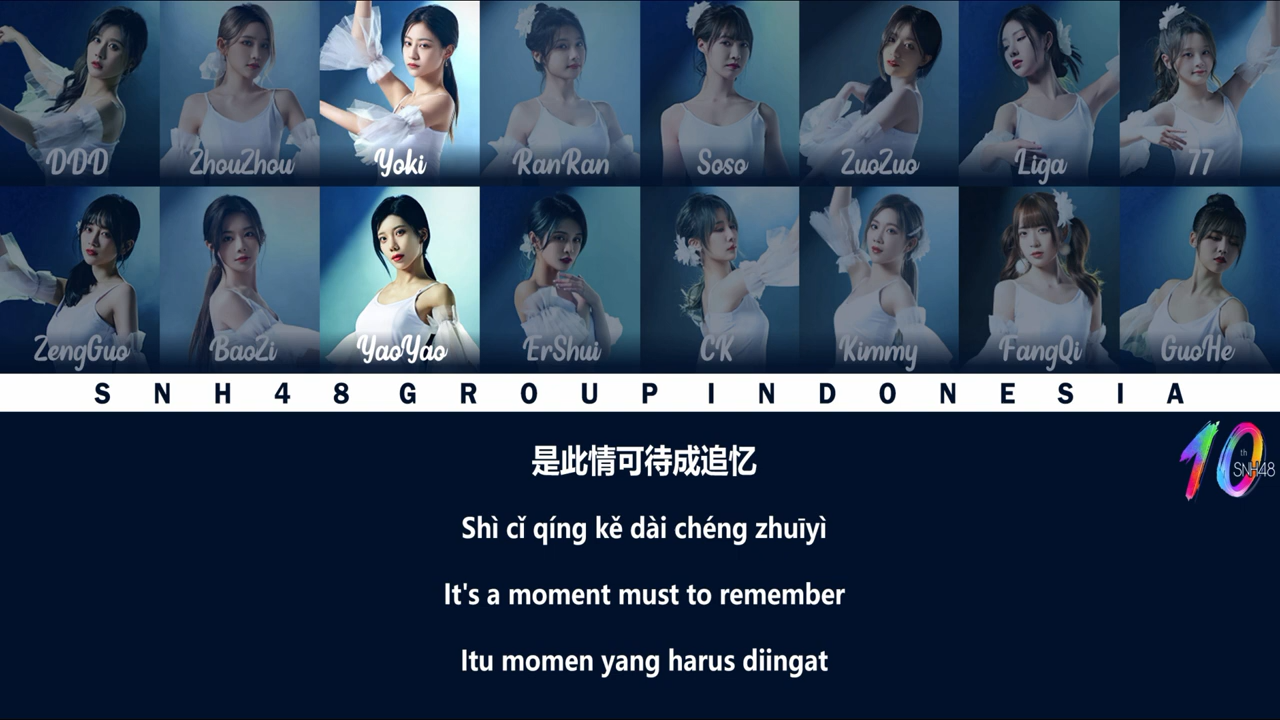 DDD
ZhouZhou
Yoki
RanRan
Soso
ZuoZuo
Liga
77
ZengGuo
BaoZi
YaoYao
ErShui
CK
Kimmy
FangQi
GuoHe
SNH48GROUPINDONESIA
10
th
SNH48
是此情可待成追忆
Shì cǐ qíng kě dài chéng zhuīyì
It's a moment must to remember
Itu momen yang harus diingat